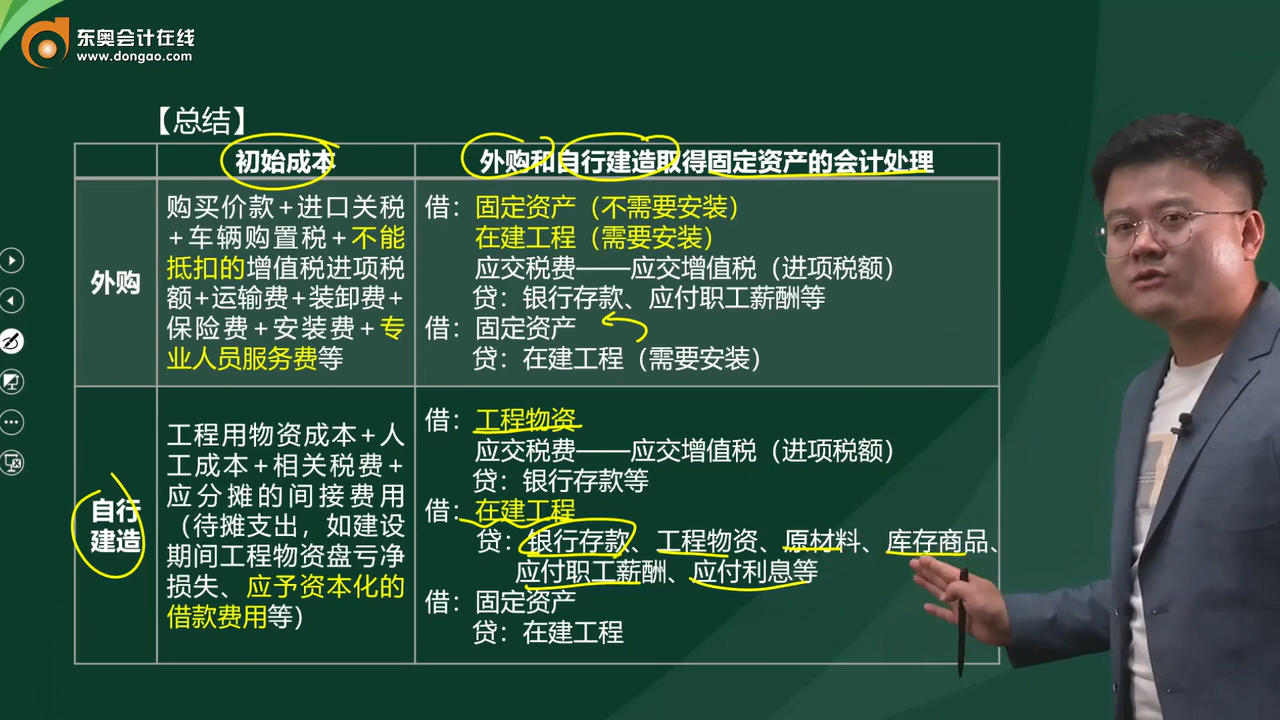 东奥会计在线
www.dongao.com
【总结】
初始成本
外购和自行建造取得固定资产的会计处理
外购
购买价款+进口关税
+车辆购置税+不能
抵扣的增值税进项税
额+运输费+装卸费+
保险费+安装费+专
业人员服务费等
借：固定资产（不需要安装）
在建工程（需要安装）
应交税费——应交增值税（进项税额）
贷：银行存款、应付职工薪酬等
借：固定资产
贷：在建工程（需要安装）
自行
建造
工程用物资成本+人
工成本+相关税费+
应分摊的间接费用
（待摊支出，如建设
期间工程物资盘亏净
损失、应予资本化的
借款费用等）
借：工程物资
应交税费——应交增值税（进项税额）
贷：银行存款等
借：在建工程
贷：银行存款、工程物资、原材料、库存商品、
应付职工薪酬、应付利息等
借：固定资产
贷：在建工程